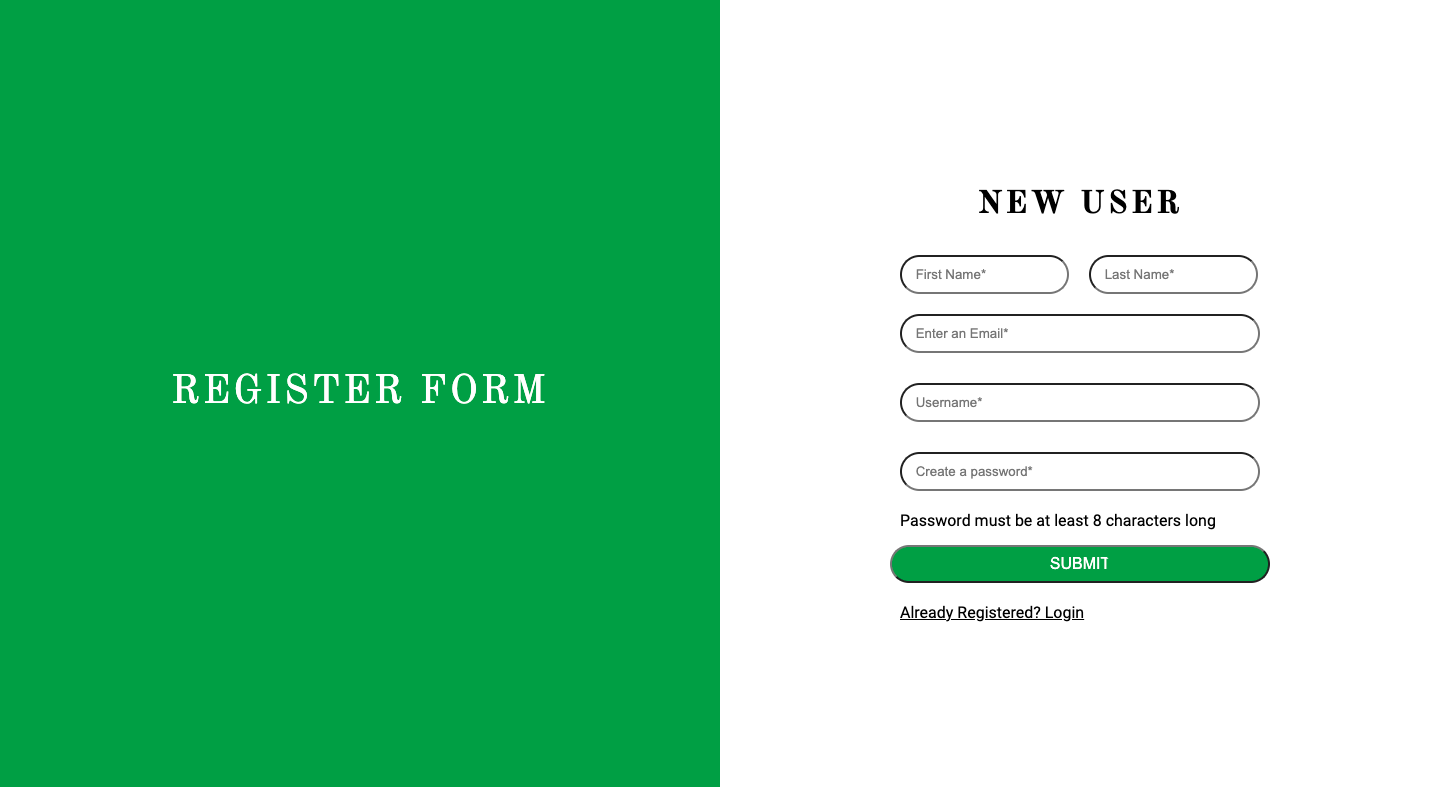 REGISTER FORM
NEW USER
First Name* Last Name*
Enter an Email*
Username*
Create a password*
Password must be at least 8 characters long
SUBMIT
Already Registered? Login